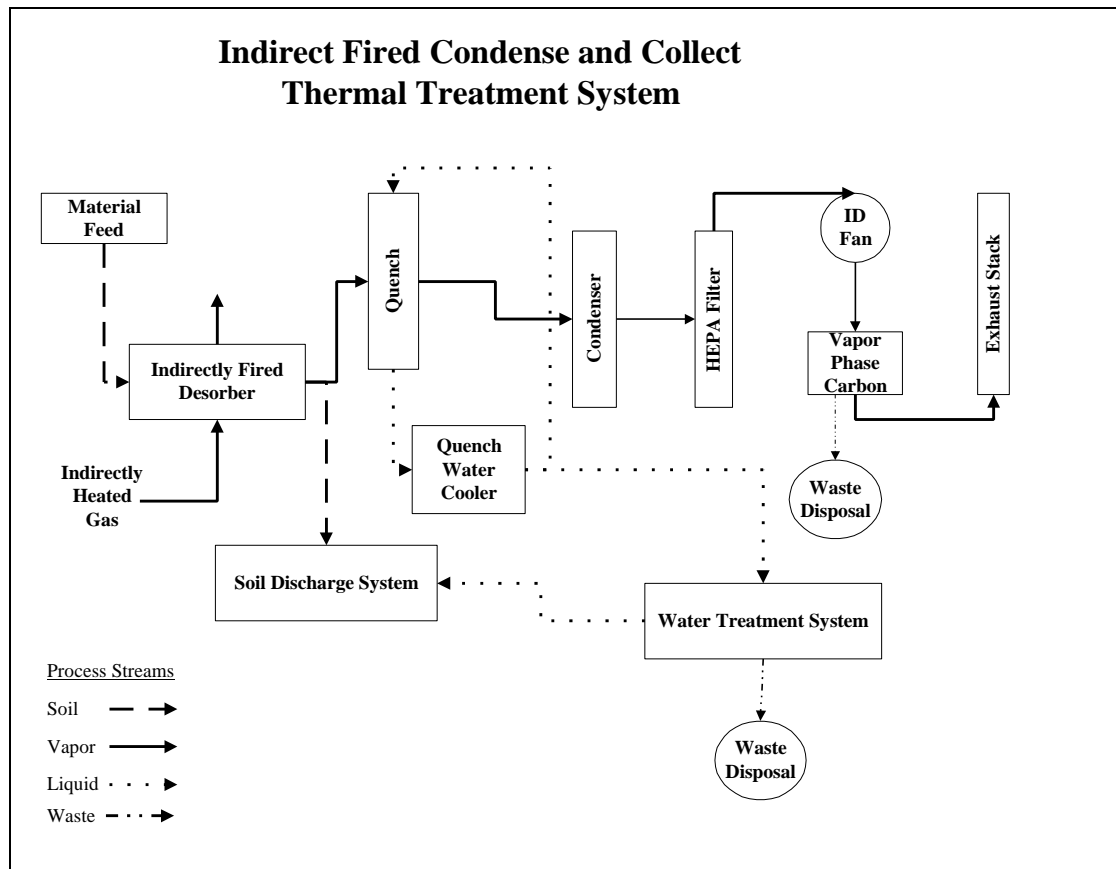 Indirect Fired Condense and Collect
Thermal Treatment System
Material
Feed
Quench
Condenser
HEPA Filter
ID
Fan
Exhaust Stack
Indirectly Fired
Desorber
Vapor
Phase
Carbon
Indirectly
Heated
Gas
Quench
Water
Cooler
Waste
Disposal
Soil Discharge System
Water Treatment System
Process Streams
Soil
Vapor
Liquid
Waste
Waste
Disposal